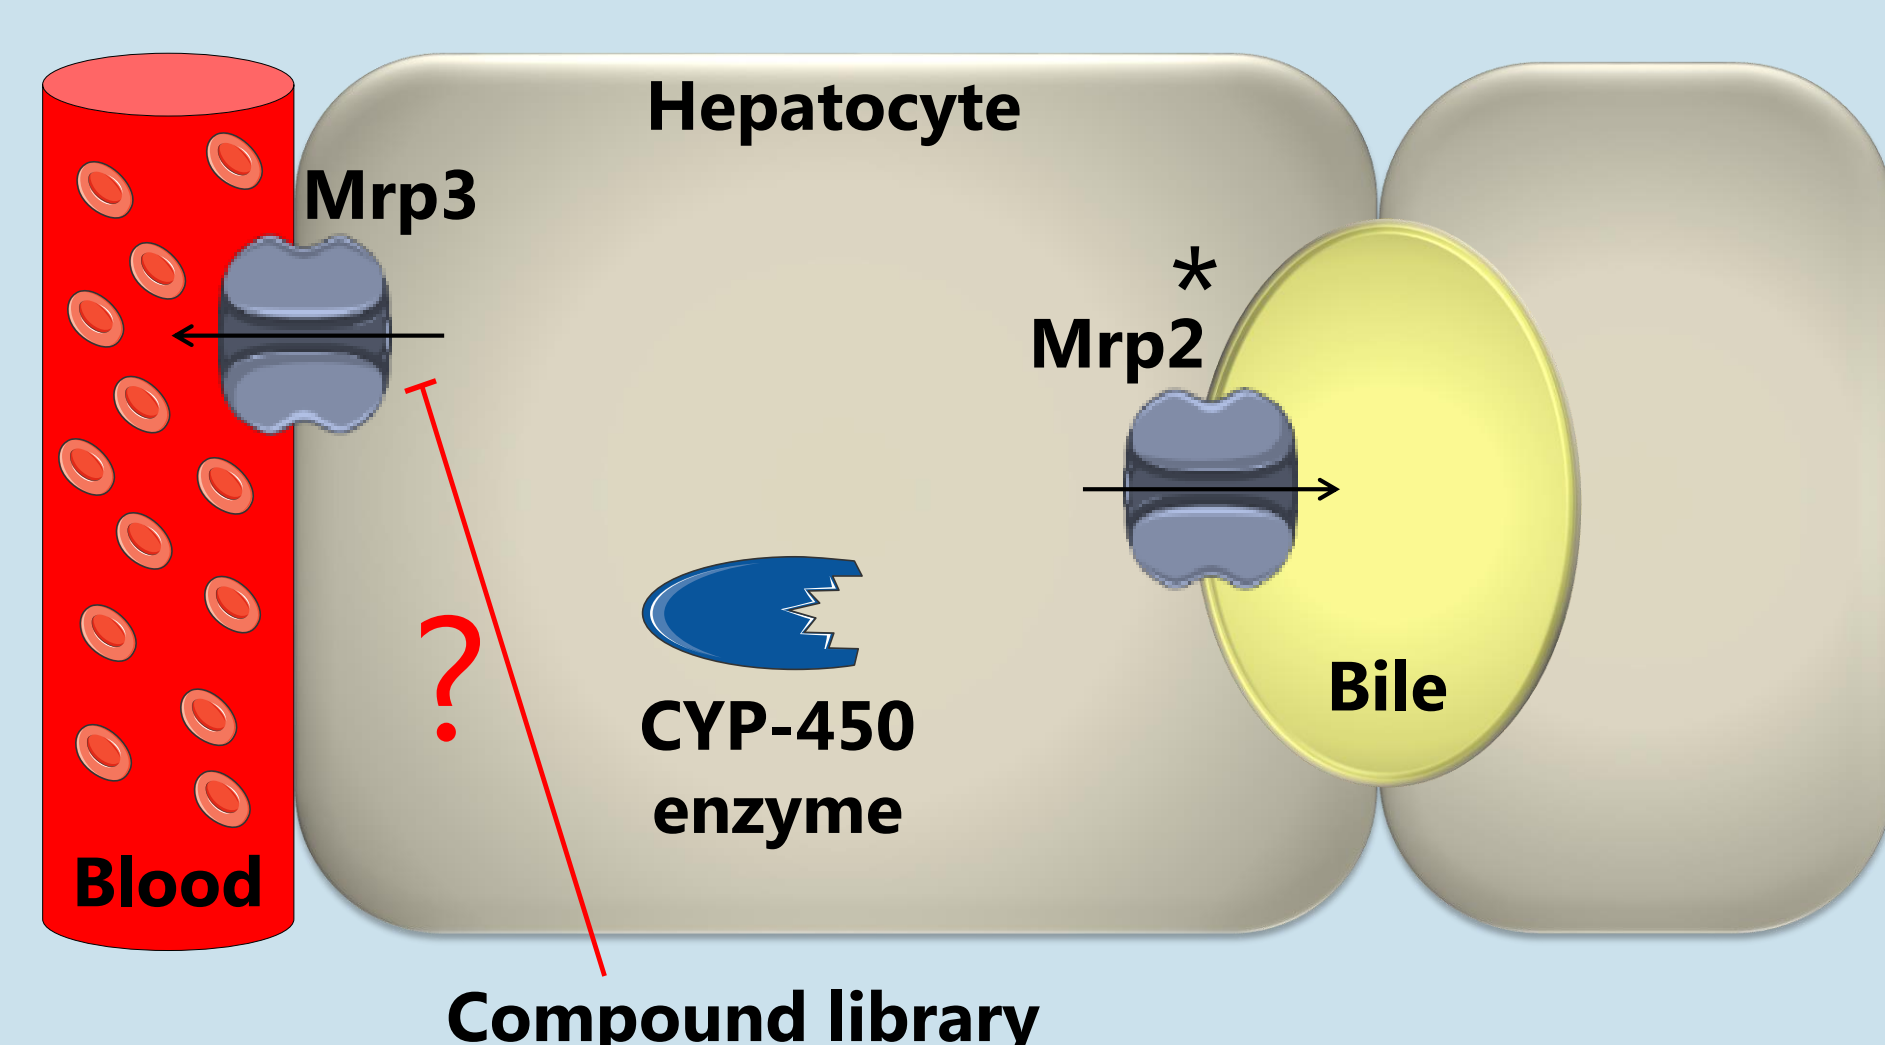 Hepatocyte
Mrp3
*
Mrp2
?
CYP-450
enzyme
Bile
Blood
Compound library